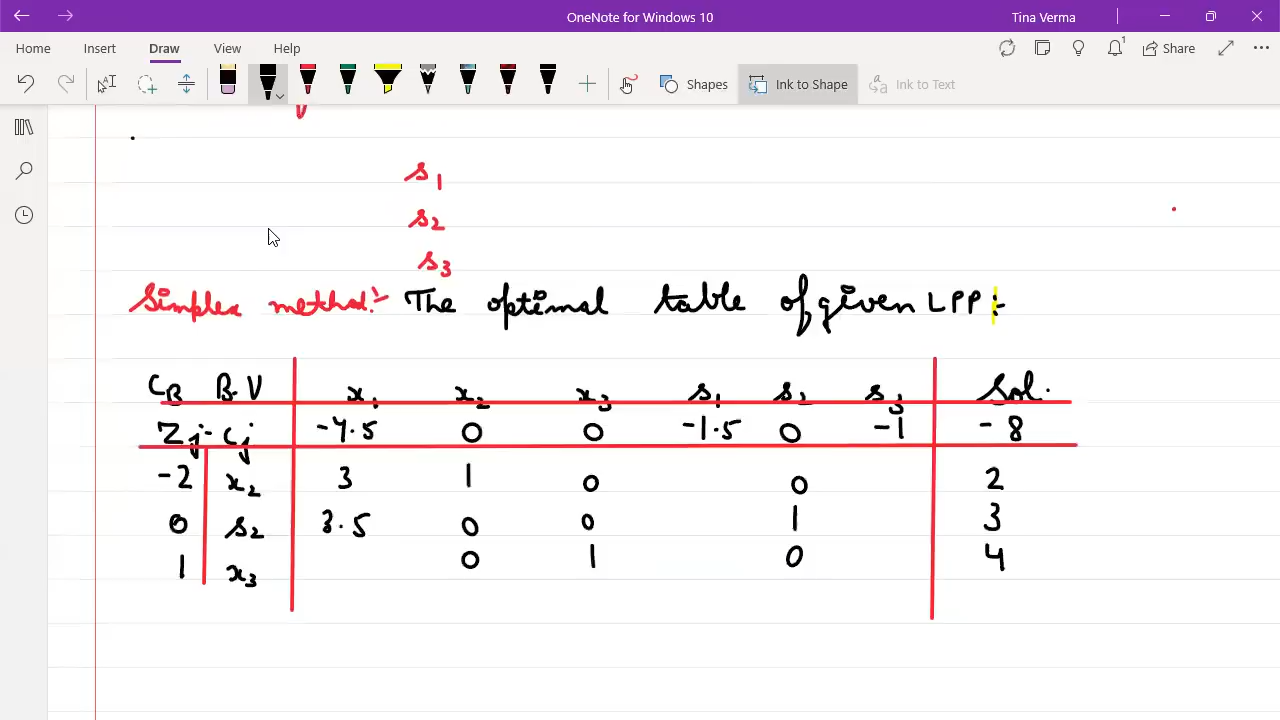 OneNote for Windows 10
Tina Verma
Home Insert Draw View Help
Share
Shapes Ink to Shape Ink to Text
s1
s2
s3
Simplex method:- The optimal table of given LPP:-
CB B.V x1 x2 x3 s1 s2 s3 Sol.
Zj-Cj -4.5 0 0 -1.5 0 -1 -8
-2 x2 3 1 0 0 2
0 s2 3.5 0 0 1 3
1 x3 0 1 0 4